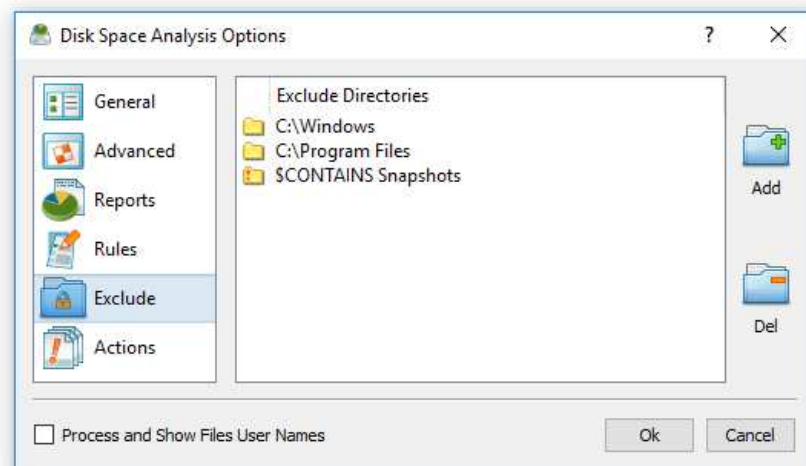 Disk Space Analysis Options
?
General
Advanced
Reports
Rules
Exclude
Actions
Exclude Directories
C:\Windows
C:\Program Files
$CONTAINS Snapshots
Add
Del
Process and Show Files User Names
Ok
Cancel